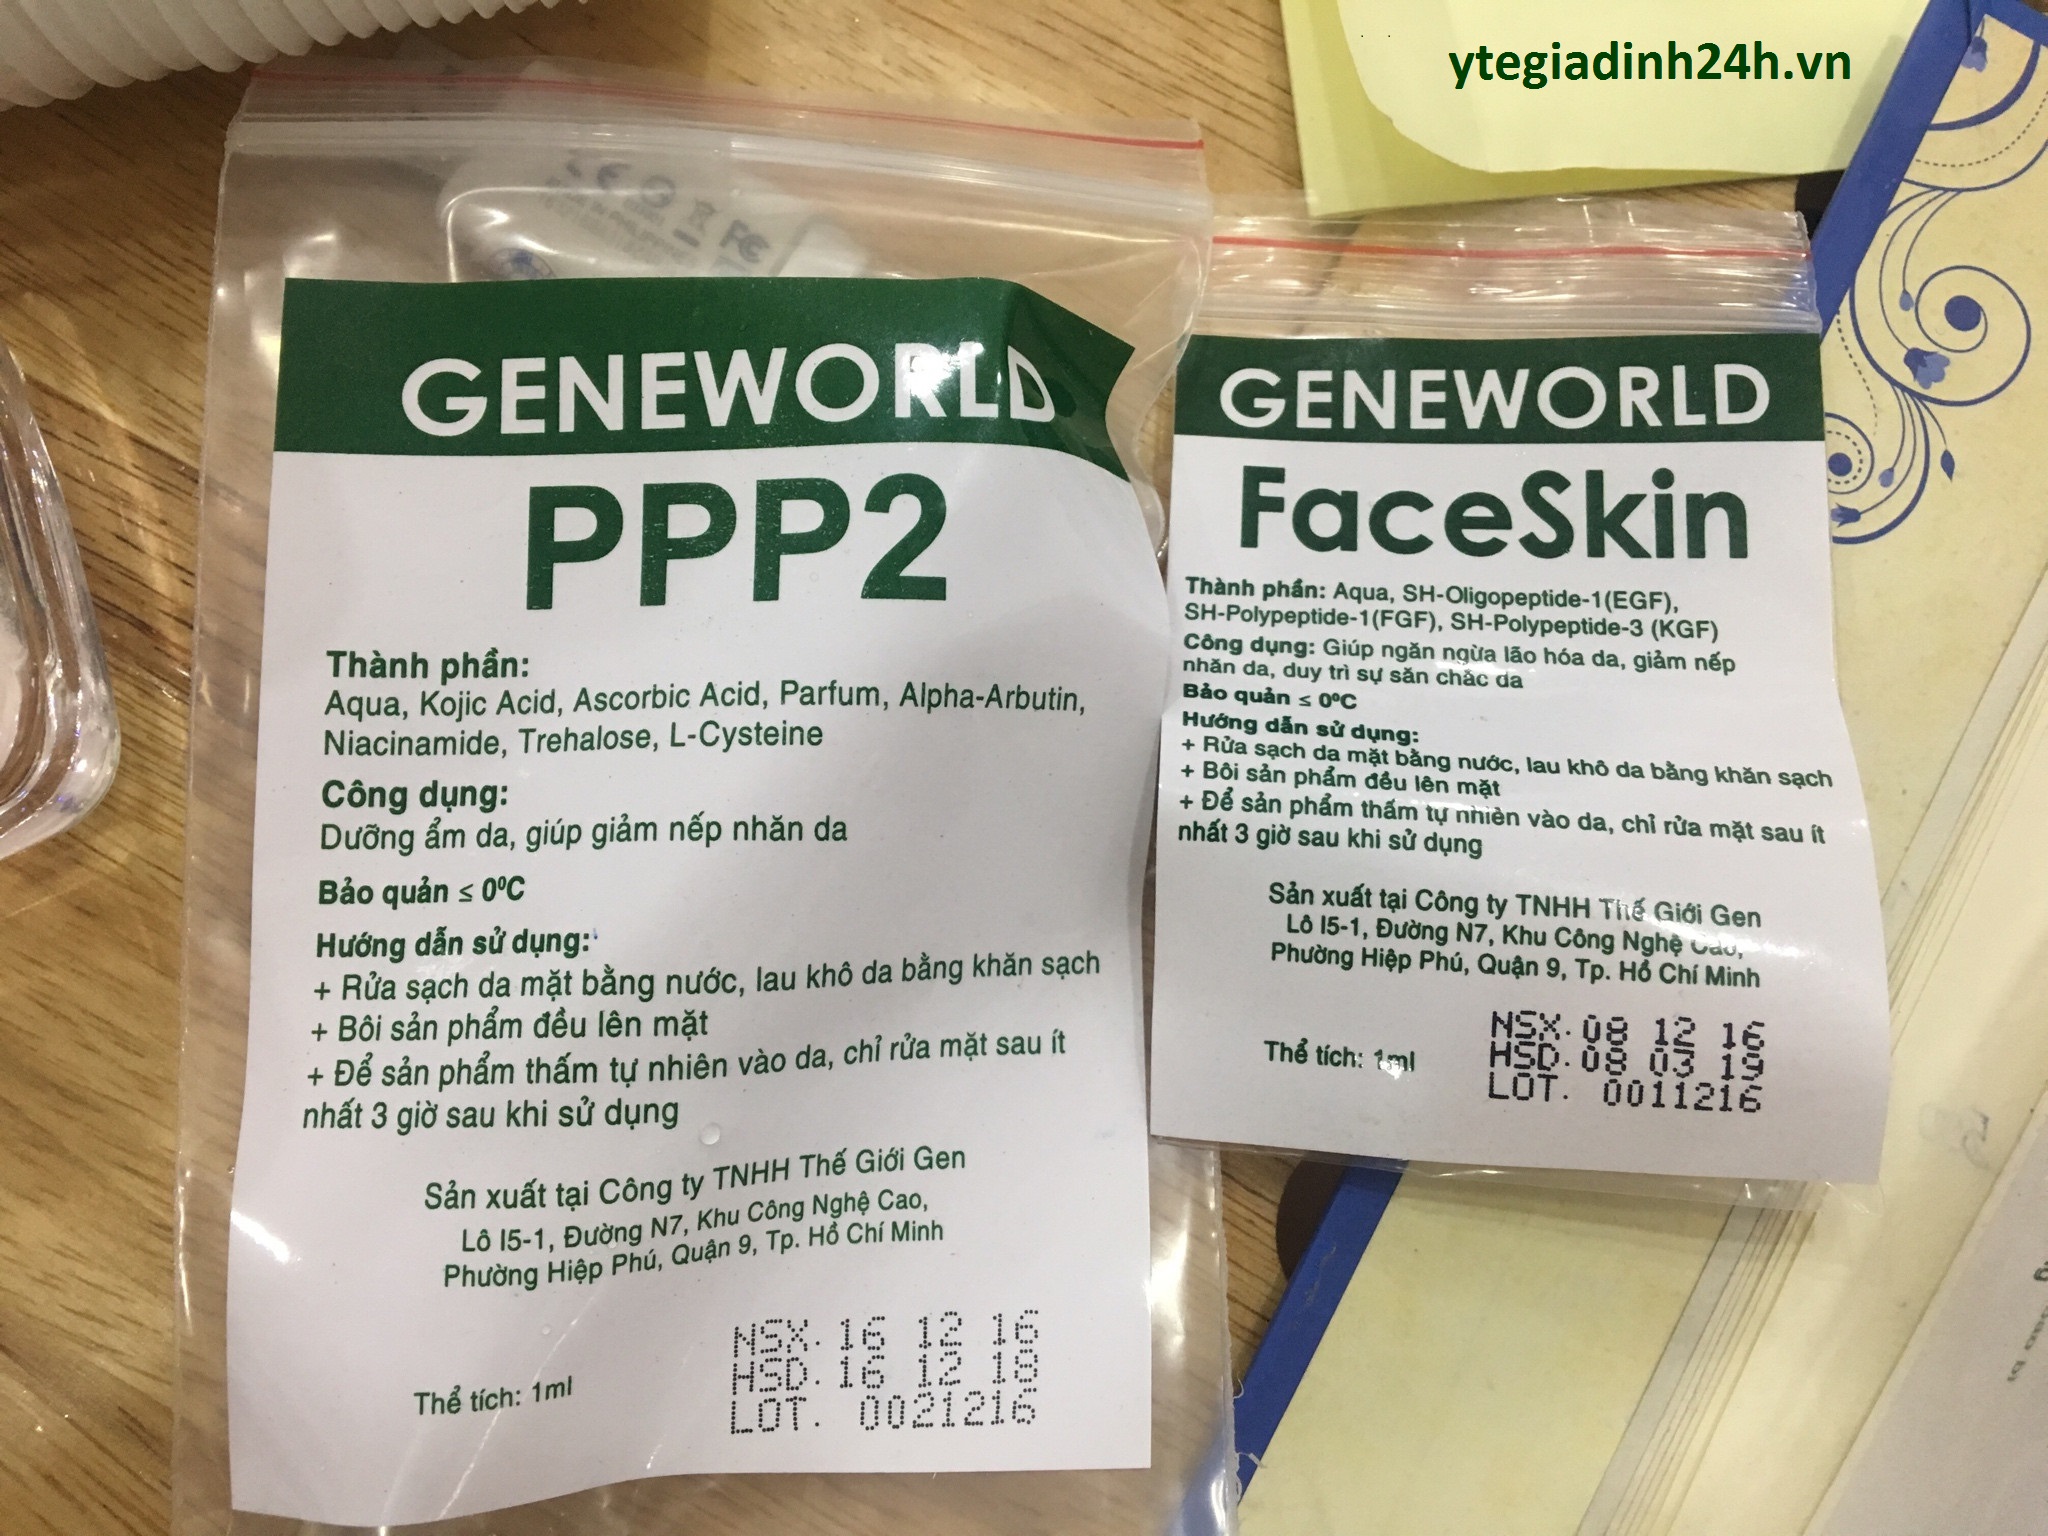 ytegiadinh24h.vn
GENEWORLD
PPP2
Thành phần:
Aqua, Kojic Acid, Ascorbic Acid, Parfum, Alpha-Arbutin,
Niacinamide, Trehalose, L-Cysteine
Công dụng:
Dưỡng ẩm da, giúp giảm nếp nhăn da
Bảo quản ≤ 0⁰C
Hướng dẫn sử dụng:
+ Rửa sạch da mặt bằng nước, lau khô da bằng khăn sạch
+ Bôi sản phẩm đều lên mặt
+ Để sản phẩm thấm tự nhiên vào da, chỉ rửa mặt sau ít
nhất 3 giờ sau khi sử dụng
Sản xuất tại Công ty TNHH Thế Giới Gen
Lô I5-1, Đường N7, Khu Công Nghệ Cao,
Phường Hiệp Phú, Quận 9, Tp. Hồ Chí Minh
Thể tích: 1ml
NSX. 16 12 16
HSD. 16 12 18
LOT. 0021216
GENEWORLD
FaceSkin
Thành phần: Aqua, SH-Oligopeptide-1(EGF),
SH-Polypeptide-1(FGF), SH-Polypeptide-3 (KGF)
Công dụng: Giúp ngăn ngừa lão hóa da, giảm nếp
nhăn da, duy trì sự săn chắc da
Bảo quản ≤ 0⁰C
Hướng dẫn sử dụng:
+ Rửa sạch da mặt bằng nước, lau khô da bằng khăn sạch
+ Bôi sản phẩm đều lên mặt
+ Để sản phẩm thấm tự nhiên vào da, chỉ rửa mặt sau ít
nhất 3 giờ sau khi sử dụng
Sản xuất tại Công ty TNHH Thế Giới Gen
Lô I5-1, Đường N7, Khu Công Nghệ Cao,
Phường Hiệp Phú, Quận 9, Tp. Hồ Chí Minh
Thể tích: 1ml
NSX. 08 12 16
HSD. 08 03 19
LOT. 0011216